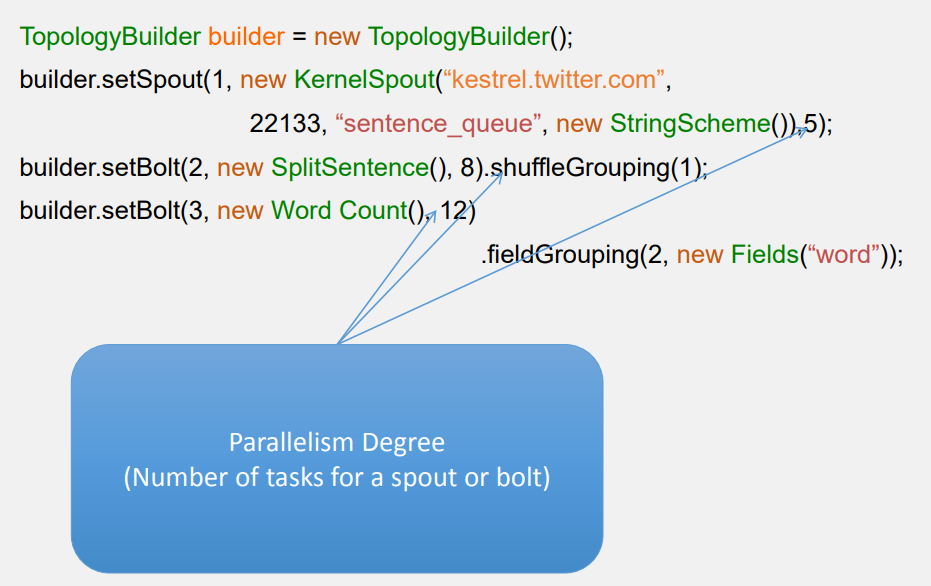 TopologyBuilder builder = new TopologyBuilder();
builder.setSpout(1, new KernelSpout(“kestrel.twitter.com”,
22133, “sentence_queue”, new StringScheme()),5);
builder.setBolt(2, new SplitSentence(), 8).shuffleGrouping(1);
builder.setBolt(3, new Word Count(), 12)
.fieldGrouping(2, new Fields(“word”));
Parallelism Degree
(Number of tasks for a spout or bolt)